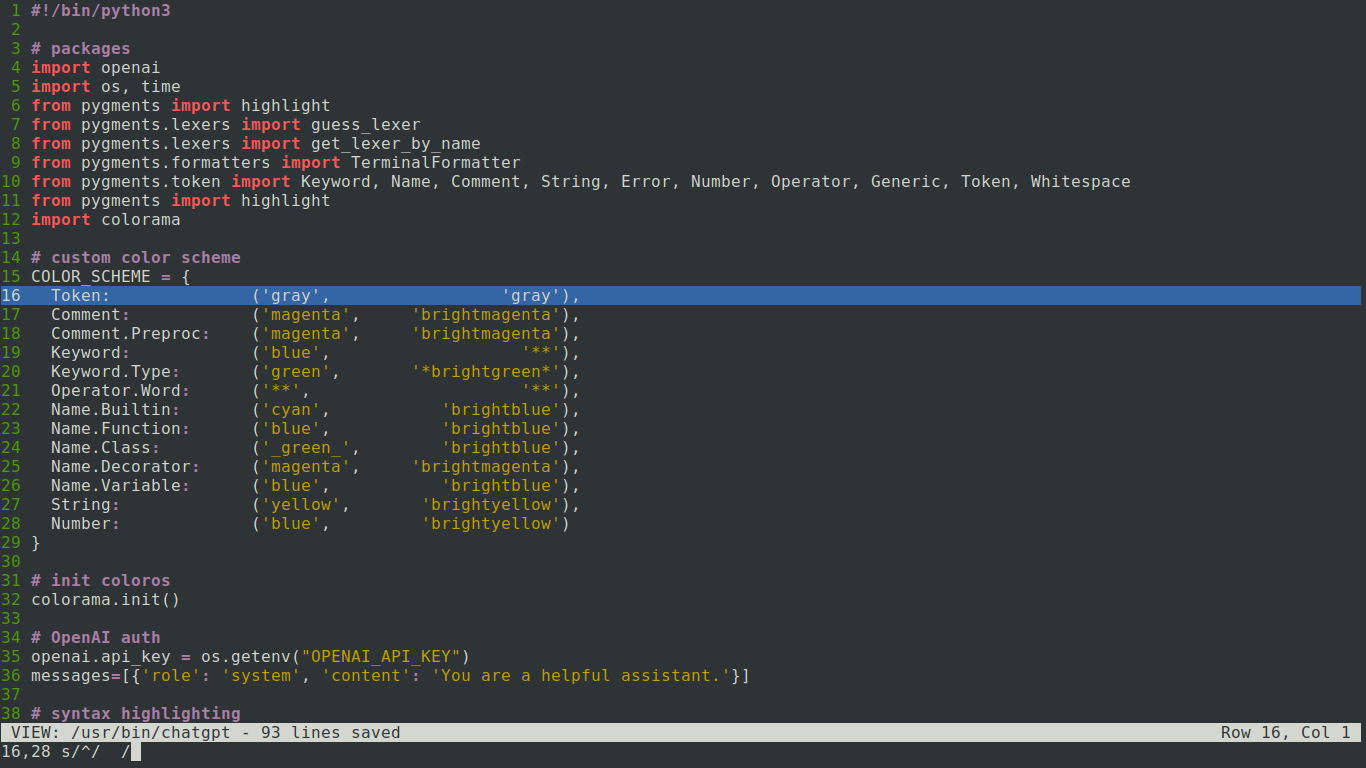 1 #!/bin/python3
2
3 # packages
4 import openai
5 import os, time
6 from pygments import highlight
7 from pygments.lexers import guess_lexer
8 from pygments.lexers import get_lexer_by_name
9 from pygments.formatters import TerminalFormatter
10 from pygments.token import Keyword, Name, Comment, String, Error, Number, Operator, Generic, Token, Whitespace
11 from pygments import highlight
12 import colorama
13
14 # custom color scheme
15 COLOR_SCHEME = {
16   Token:              ('gray',                 'gray'),
17   Comment:            ('magenta',     'brightmagenta'),
18   Comment.Preproc:    ('magenta',     'brightmagenta'),
19   Keyword:            ('blue',                   '**'),
20   Keyword.Type:       ('green',       '*brightgreen*'),
21   Operator.Word:      ('**',                     '**'),
22   Name.Builtin:       ('cyan',           'brightblue'),
23   Name.Function:      ('blue',           'brightblue'),
24   Name.Class:         ('_green_',        'brightblue'),
25   Name.Decorator:     ('magenta',     'brightmagenta'),
26   Name.Variable:      ('blue',           'brightblue'),
27   String:             ('yellow',       'brightyellow'),
28   Number:             ('blue',         'brightyellow')
29 }
30
31 # init coloros
32 colorama.init()
33
34 # OpenAI auth
35 openai.api_key = os.getenv("OPENAI_API_KEY")
36 messages=[{'role': 'system', 'content': 'You are a helpful assistant.'}]
37
38 # syntax highlighting
VIEW: /usr/bin/chatgpt - 93 lines saved Row 16, Col 1
16,28 s/^/  /